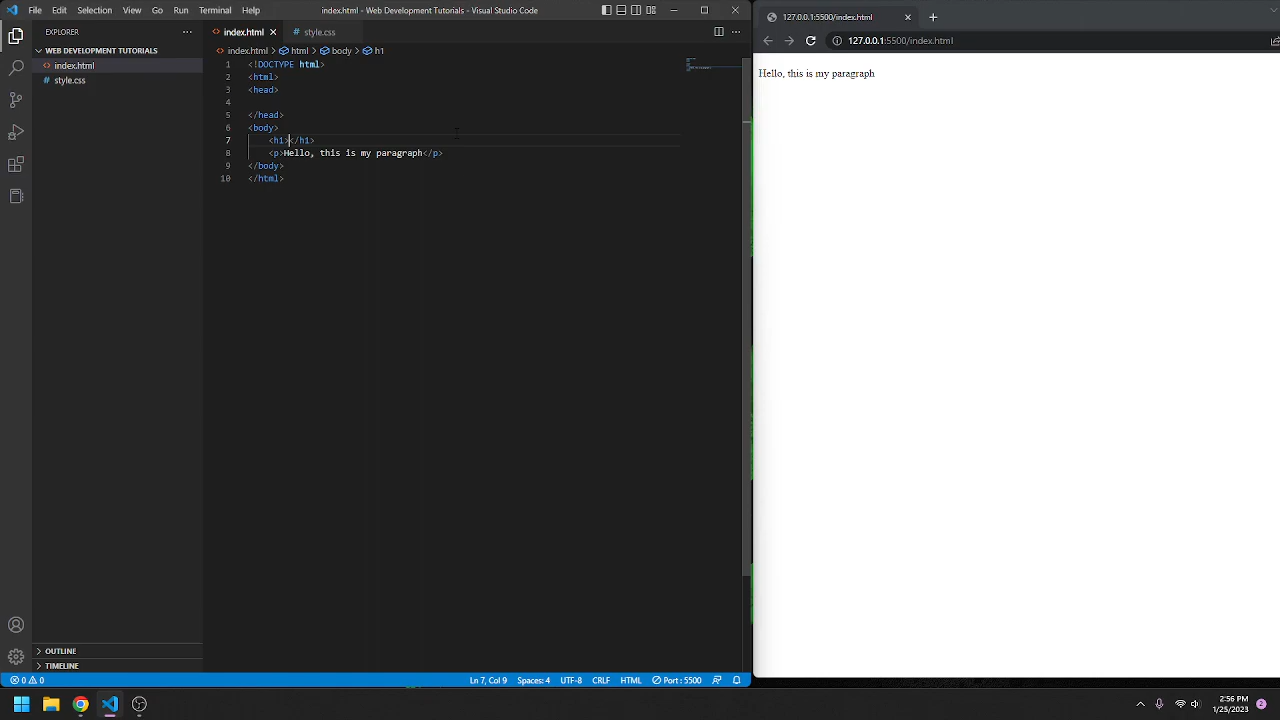 File Edit Selection View Go Run Terminal Help
index.html - Web Development Tutorials - Visual Studio Code
EXPLORER
WEB DEVELOPMENT TUTORIALS
<> index.html
# style.css
OUTLINE
TIMELINE
<> index.html # style.css
<> index.html > html > body > h1
1 <!DOCTYPE html>
2 <html>
3 <head>
4
5 </head>
6 <body>
7 <h1></h1>
8 <p>Hello, this is my paragraph</p>
9 </body>
10 </html>
0 0
Ln 7, Col 9 Spaces: 4 UTF-8 CRLF HTML Port : 5500
127.0.0.1:5500/index.html
127.0.0.1:5500/index.html
Hello, this is my paragraph
2:56 PM
1/25/2023
2